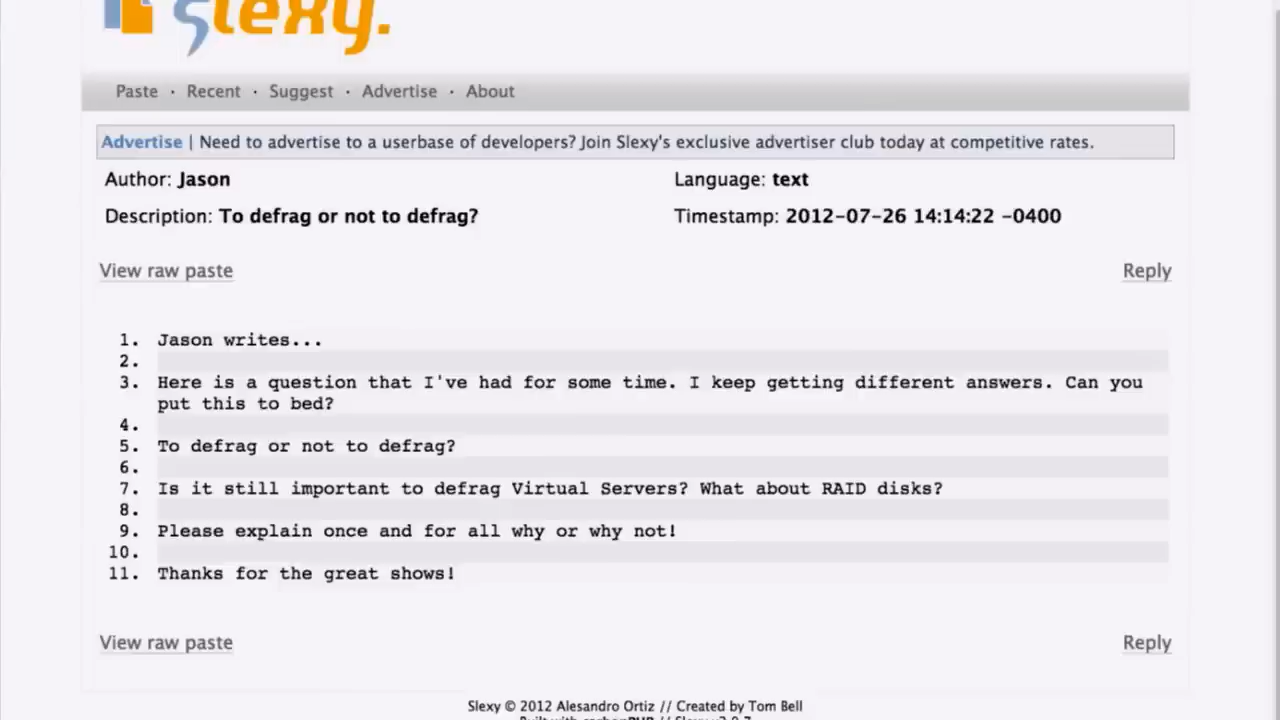 slexy.
Paste · Recent · Suggest · Advertise · About
Advertise | Need to advertise to a userbase of developers? Join Slexy's exclusive advertiser club today at competitive rates.
Author: Jason Language: text
Description: To defrag or not to defrag? Timestamp: 2012-07-26 14:14:22 -0400
View raw paste Reply
1. Jason writes...
2.
3. Here is a question that I've had for some time. I keep getting different answers. Can you
put this to bed?
4.
5. To defrag or not to defrag?
6.
7. Is it still important to defrag Virtual Servers? What about RAID disks?
8.
9. Please explain once and for all why or why not!
10.
11. Thanks for the great shows!
View raw paste Reply
Slexy © 2012 Alesandro Ortiz // Created by Tom Bell
Built with // Slexy